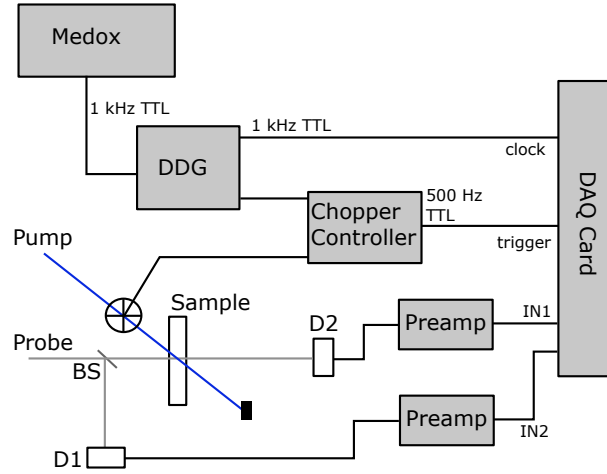 Medox
1 kHz TTL
1 kHz TTL
clock
DDG
DAQ Card
500 Hz
TTL
Chopper
Controller
trigger
Pump
Sample
D2
Preamp
IN1
Probe
BS
Preamp
IN2
D1